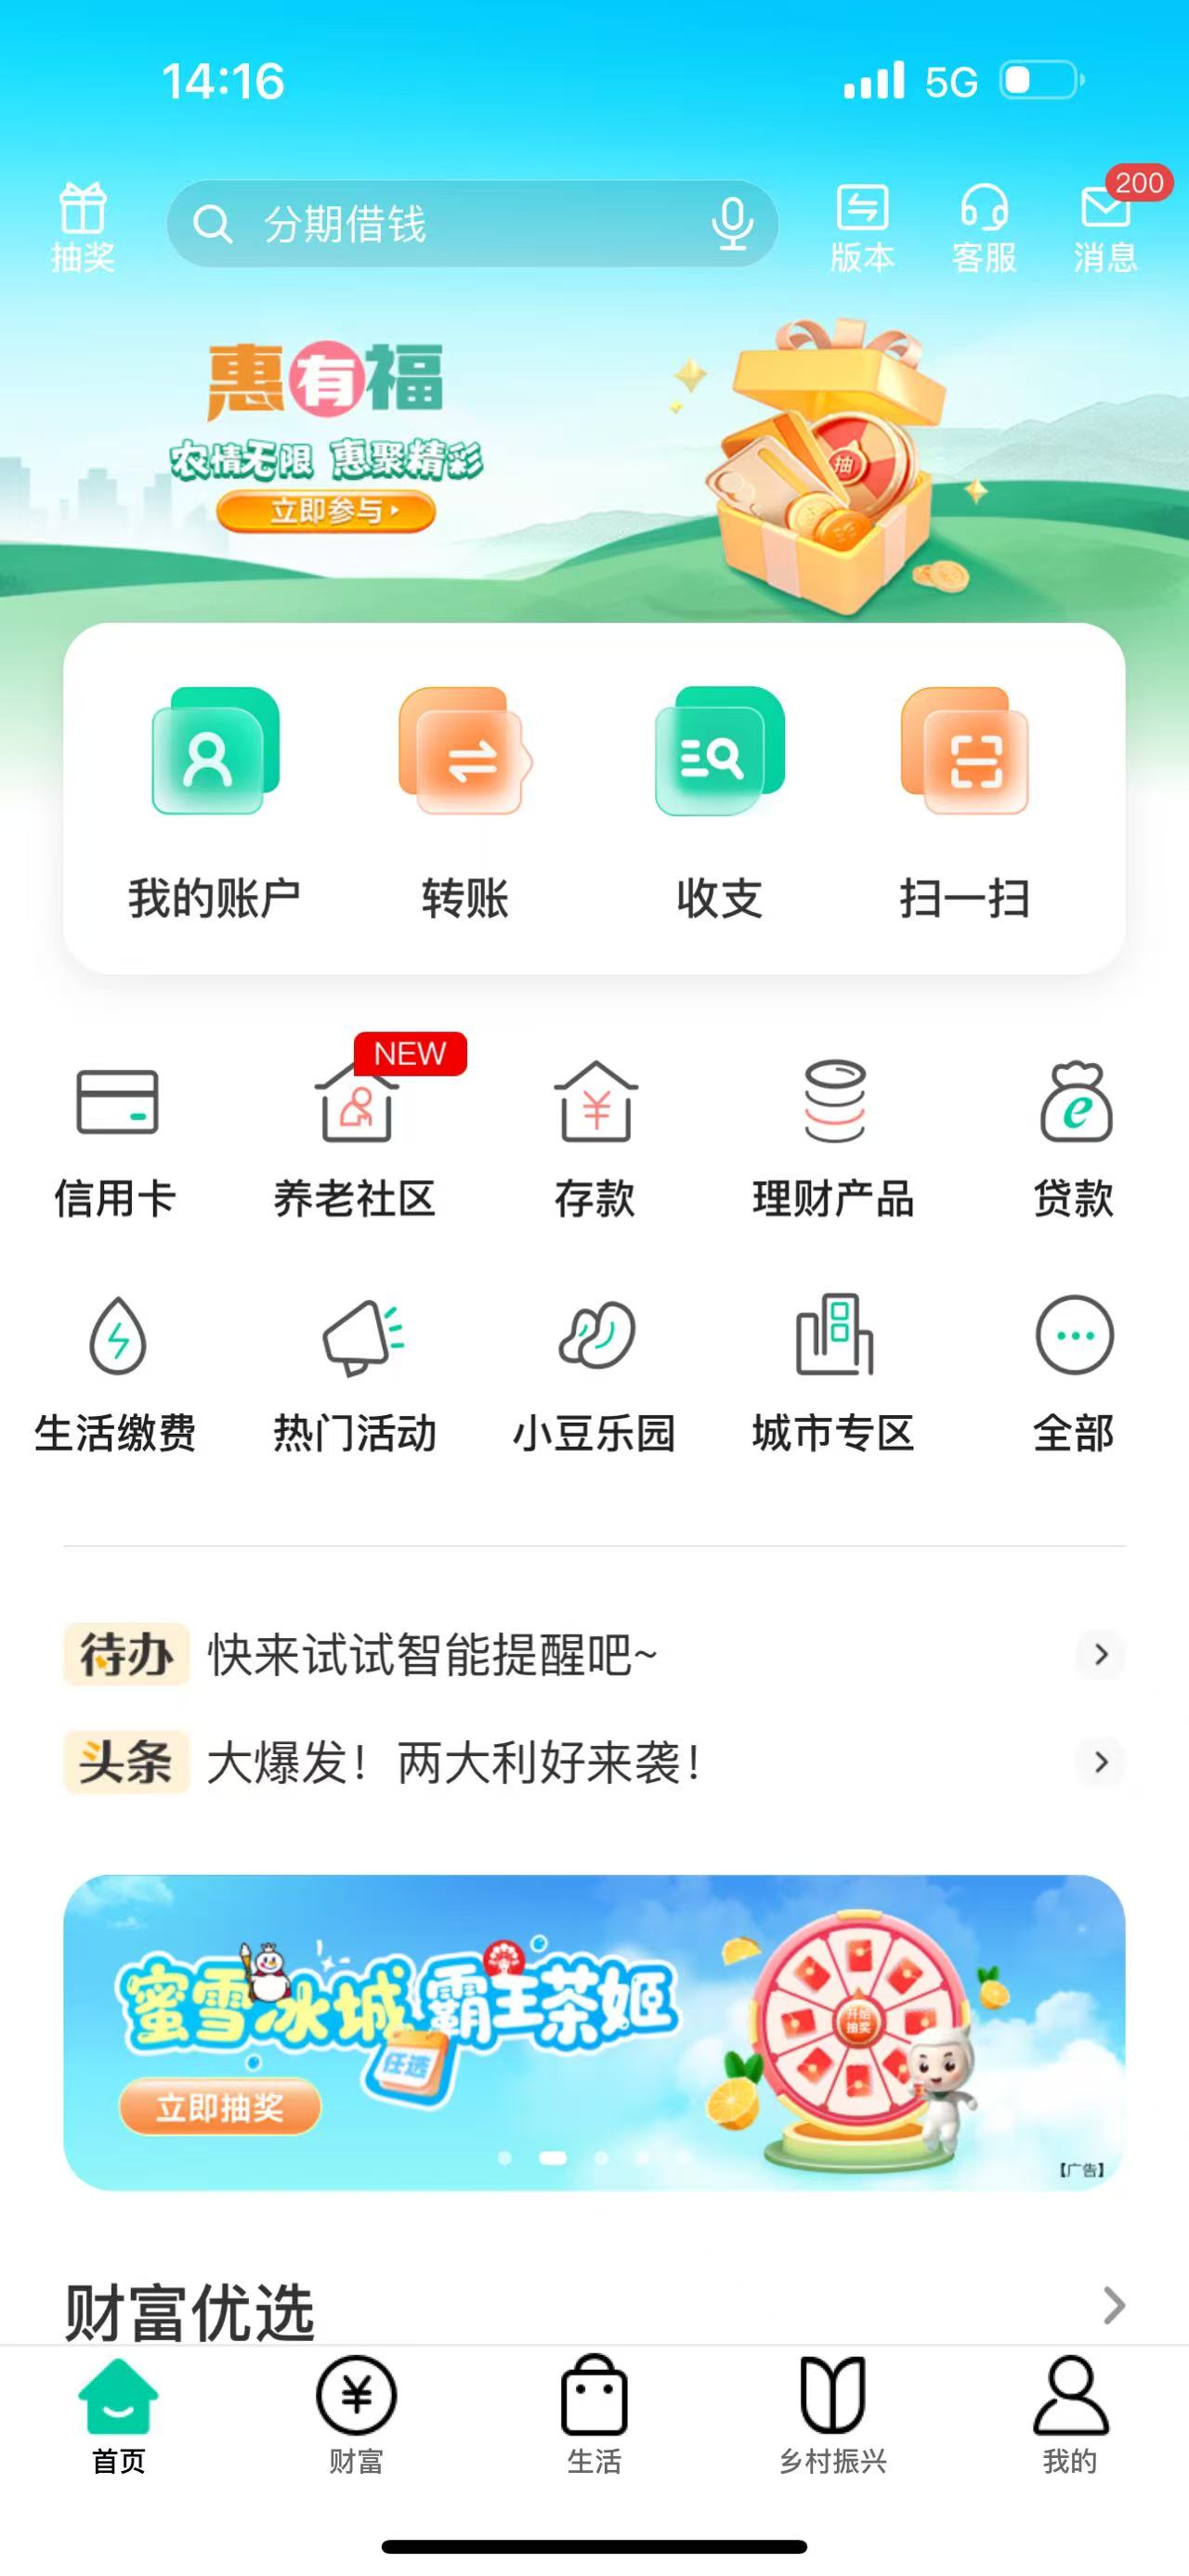 14:16 5G
200
抽奖 分期借钱 版本 客服 消息
惠有福
农情无限 惠聚精彩
立即参与
抽
我的账户 转账 收支 扫一扫
NEW
信用卡 养老社区 存款 理财产品 贷款
生活缴费 热门活动 小豆乐园 城市专区 全部
待办 快来试试智能提醒吧~
头条 大爆发！两大利好来袭！
蜜雪冰城 霸王茶姬
任选
开始
抽奖
立即抽奖
【广告】
财富优选
首页 财富 生活 乡村振兴 我的